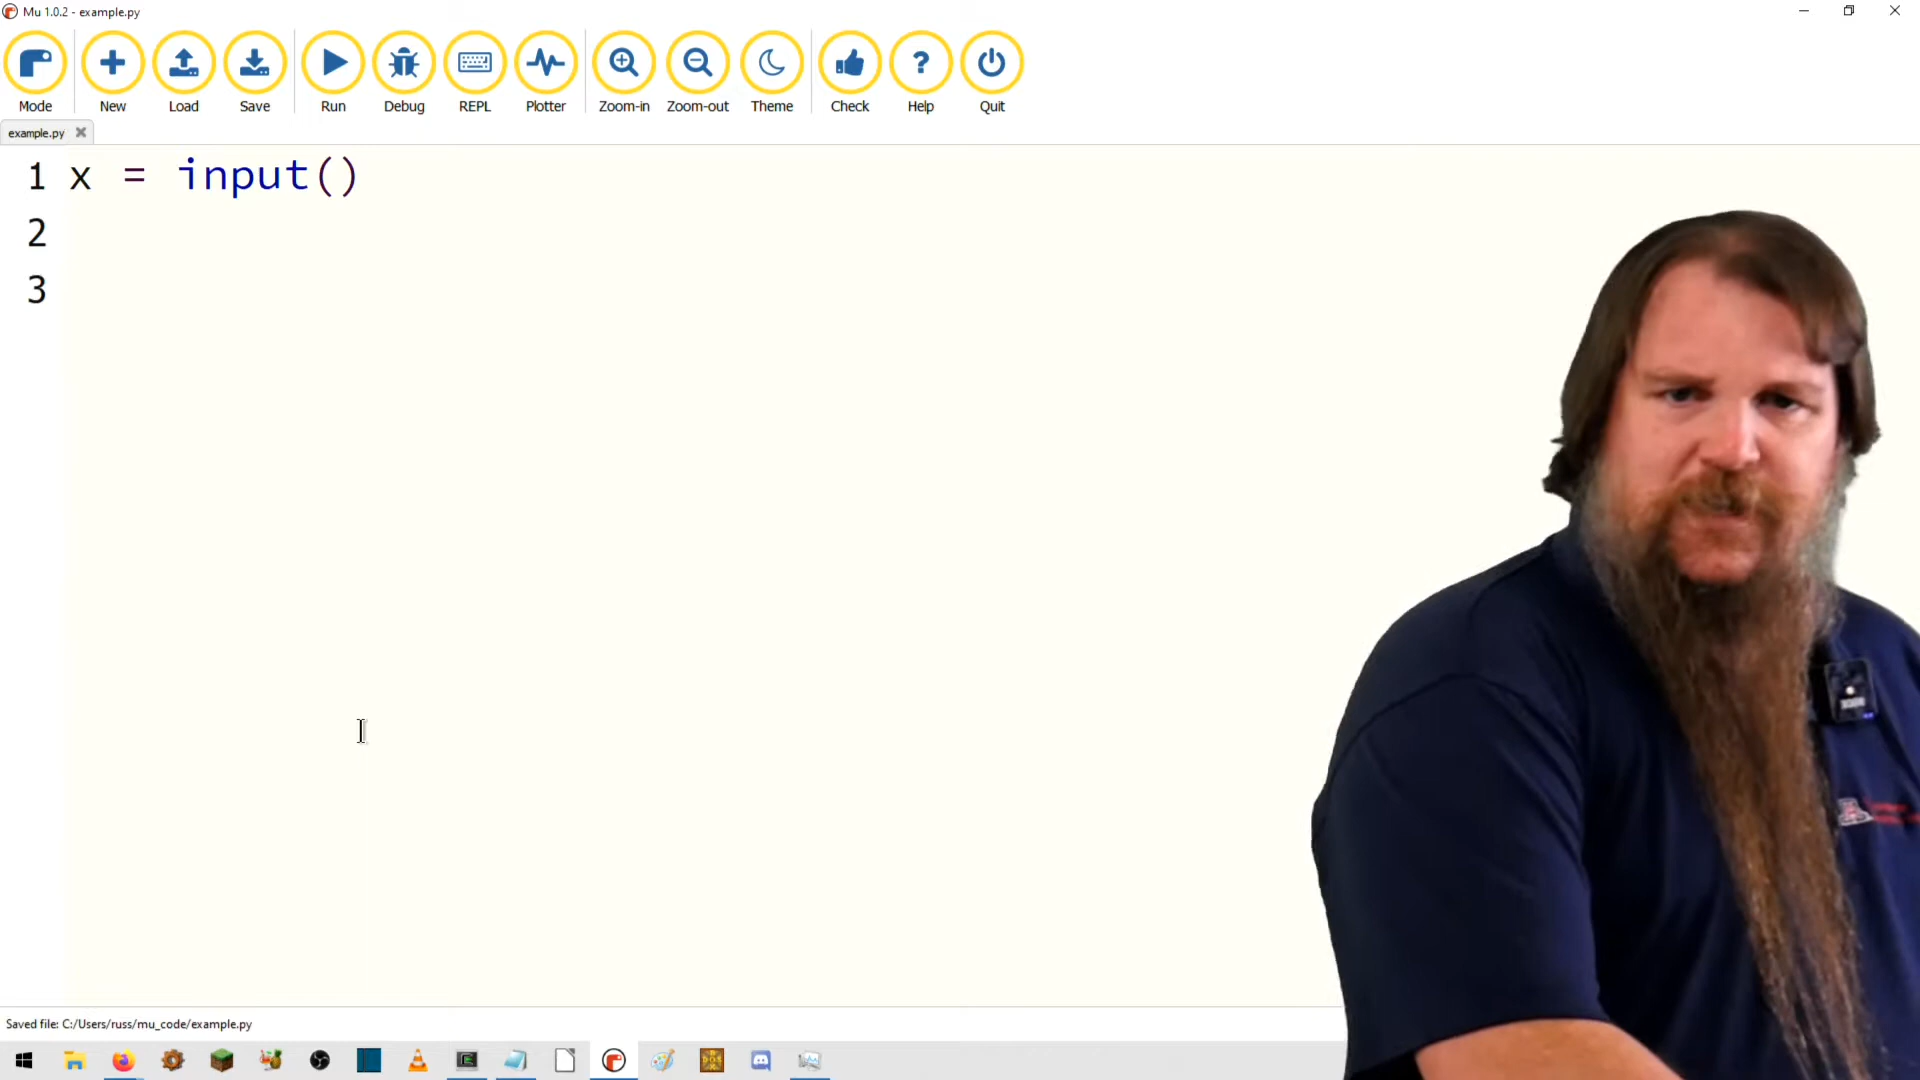 Mu 1.0.2 - example.py
Mode New Load Save Run Debug REPL Plotter Zoom-in Zoom-out Theme Check Help Quit
example.py
1 x = input()
2
3
Saved file: C:/Users/russ/mu_code/example.py